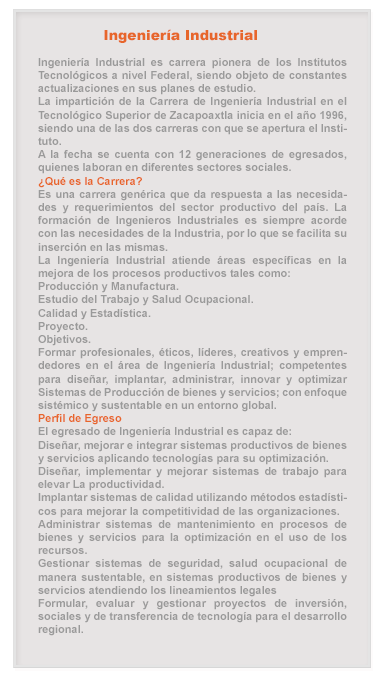 Ingeniería Industrial
Ingeniería Industrial es carrera pionera de los Institutos
Tecnológicos a nivel Federal, siendo objeto de constantes
actualizaciones en sus planes de estudio.
La impartición de la Carrera de Ingeniería Industrial en el
Tecnológico Superior de Zacapoaxtla inicia en el año 1996,
siendo una de las dos carreras con que se apertura el Insti-
tuto.
A la fecha se cuenta con 12 generaciones de egresados,
quienes laboran en diferentes sectores sociales.
¿Qué es la Carrera?
Es una carrera genérica que da respuesta a las necesida-
des y requerimientos del sector productivo del país. La
formación de Ingenieros Industriales es siempre acorde
con las necesidades de la Industria, por lo que se facilita su
inserción en las mismas.
La Ingeniería Industrial atiende áreas específicas en la
mejora de los procesos productivos tales como:
Producción y Manufactura.
Estudio del Trabajo y Salud Ocupacional.
Calidad y Estadística.
Proyecto.
Objetivos.
Formar profesionales, éticos, líderes, creativos y empren-
dedores en el área de Ingeniería Industrial; competentes
para diseñar, implantar, administrar, innovar y optimizar
Sistemas de Producción de bienes y servicios; con enfoque
sistémico y sustentable en un entorno global.
Perfil de Egreso
El egresado de Ingeniería Industrial es capaz de:
Diseñar, mejorar e integrar sistemas productivos de bienes
y servicios aplicando tecnologías para su optimización.
Diseñar, implementar y mejorar sistemas de trabajo para
elevar La productividad.
Implantar sistemas de calidad utilizando métodos estadísti-
cos para mejorar la competitividad de las organizaciones.
Administrar sistemas de mantenimiento en procesos de
bienes y servicios para la optimización en el uso de los
recursos.
Gestionar sistemas de seguridad, salud ocupacional de
manera sustentable, en sistemas productivos de bienes y
servicios atendiendo los lineamientos legales
Formular, evaluar y gestionar proyectos de inversión,
sociales y de transferencia de tecnología para el desarrollo
regional.